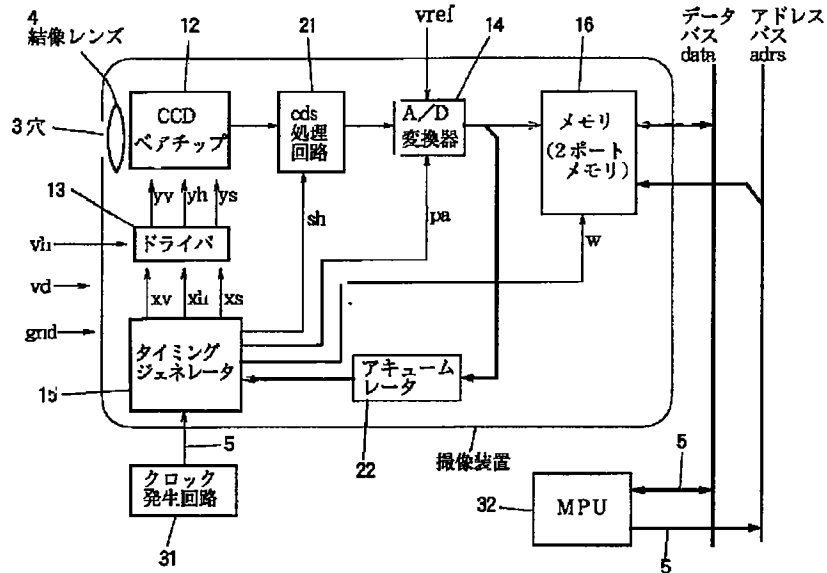 4
結像レンズ
12
21
vref
14
16
データ
バス
data
アドレス
バス
adrs
3穴
CCD
ベアチップ
cds
処理
回路
A/D
変換器
メモリ
(2ポート
メモリ)
13
yv
yh
ys
sh
pa
w
vh
ドライバ
vd
xv
xh
xs
gnd
タイミング
ジェネレータ
アキューム
レータ
15
5
22
撮像装置
クロック
発生回路
31
32
MPU
5
5